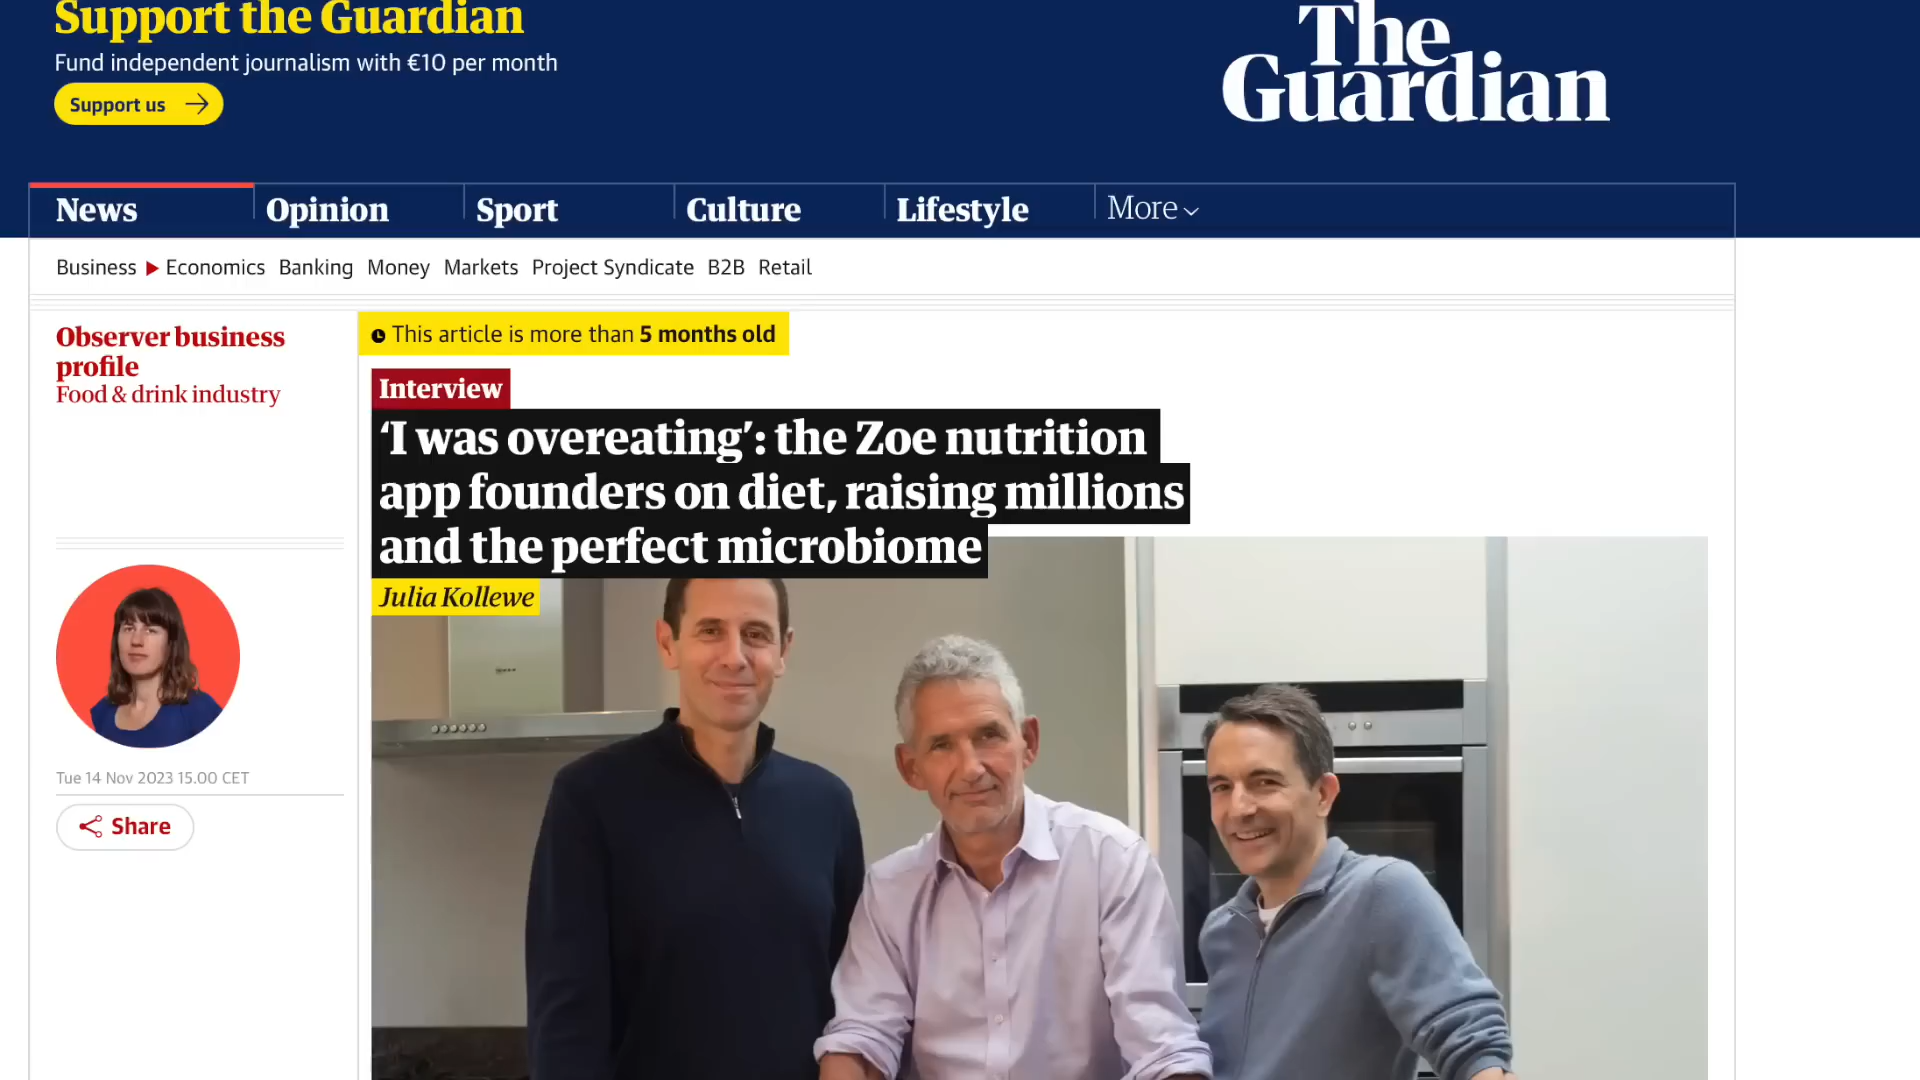 Support the Guardian
Fund independent journalism with €10 per month
Support us
The
Guardian
News
Opinion
Sport
Culture
Lifestyle
More
Business
Economics
Banking
Money
Markets
Project Syndicate
B2B
Retail
Observer business
profile
Food & drink industry
This article is more than 5 months old
Interview
‘I was overeating’: the Zoe nutrition
app founders on diet, raising millions
and the perfect microbiome
Julia Kollewe
Tue 14 Nov 2023 15.00 CET
Share